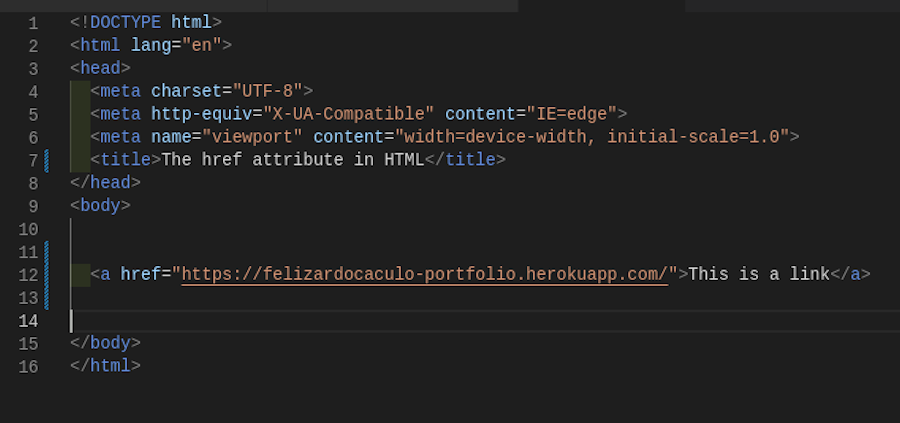 1 <!DOCTYPE html>
2 <html lang="en">
3 <head>
4   <meta charset="UTF-8">
5   <meta http-equiv="X-UA-Compatible" content="IE=edge">
6   <meta name="viewport" content="width=device-width, initial-scale=1.0">
7   <title>The href attribute in HTML</title>
8 </head>
9 <body>
10
11
12   <a href="https://felizardocaculo-portfolio.herokuapp.com/">This is a link</a>
13
14
15 </body>
16 </html>